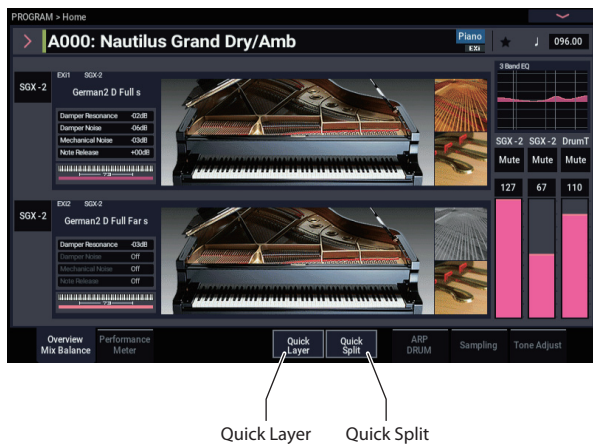 PROGRAM > Home
A000: Nautilus Grand Dry/Amb
Piano
EXi
096.00
3 Band EQ
EXi1 SGX-2
SGX-2
German2 D Full s
Damper Resonance -02dB
Damper Noise -06dB
Mechanical Noise -03dB
Note Release +00dB
73
SGX-2 SGX-2 DrumT
Mute Mute Mute
127 67 110
EXi2 SGX-2
SGX-2
German2 D Full Far s
Damper Resonance -03dB
Damper Noise Off
Mechanical Noise Off
Note Release Off
73
Overview
Mix Balance
Performance
Meter
Quick
Layer
Quick
Split
ARP
DRUM
Sampling
Tone Adjust
Quick Layer Quick Split